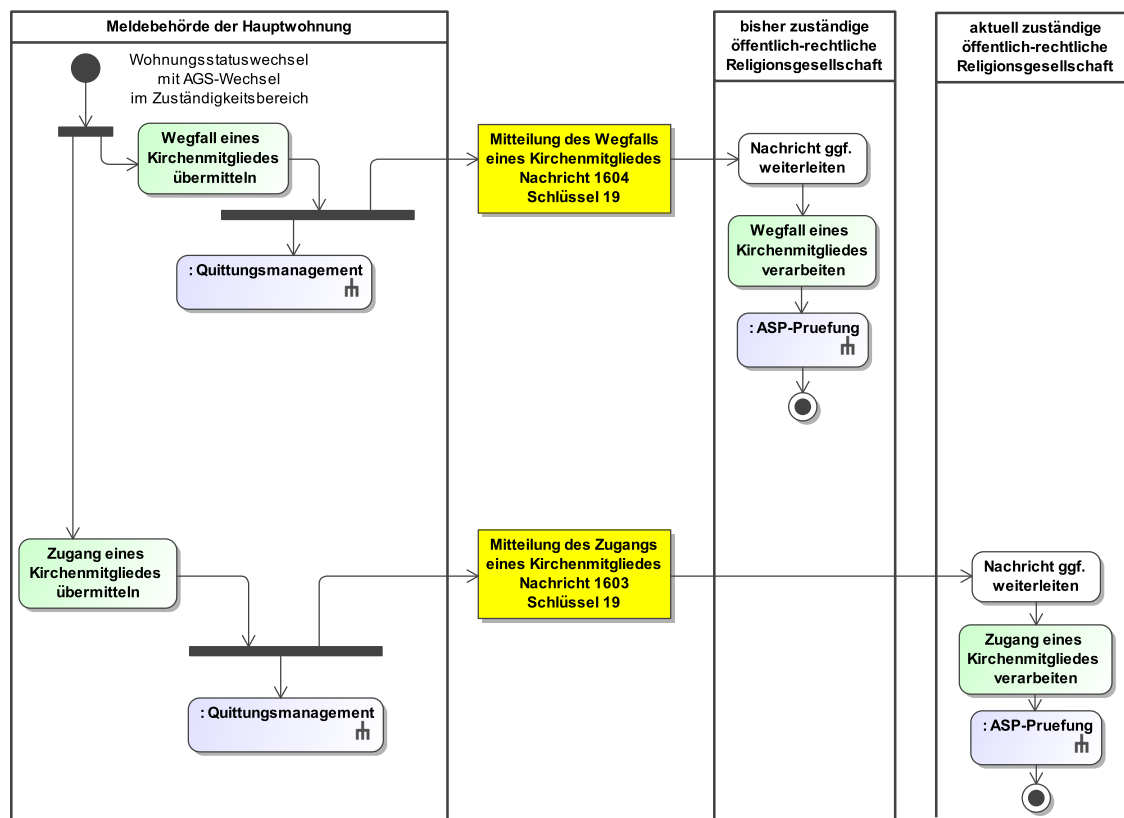 Meldebehörde der Hauptwohnung
bisher zuständige
öffentlich-rechtliche
Religionsgesellschaft
aktuell zuständige
öffentlich-rechtliche
Religionsgesellschaft
Wohnungsstatuswechsel
mit AGS-Wechsel
im Zuständigkeitsbereich
Wegfall eines
Kirchenmitgliedes
übermitteln
Mitteilung des Wegfalls
eines Kirchenmitgliedes
Nachricht 1604
Schlüssel 19
Nachricht ggf.
weiterleiten
Wegfall eines
Kirchenmitgliedes
verarbeiten
: Quittungsmanagement
: ASP-Pruefung
Zugang eines
Kirchenmitgliedes
übermitteln
Mitteilung des Zugangs
eines Kirchenmitgliedes
Nachricht 1603
Schlüssel 19
Nachricht ggf.
weiterleiten
Zugang eines
Kirchenmitgliedes
verarbeiten
: Quittungsmanagement
: ASP-Pruefung